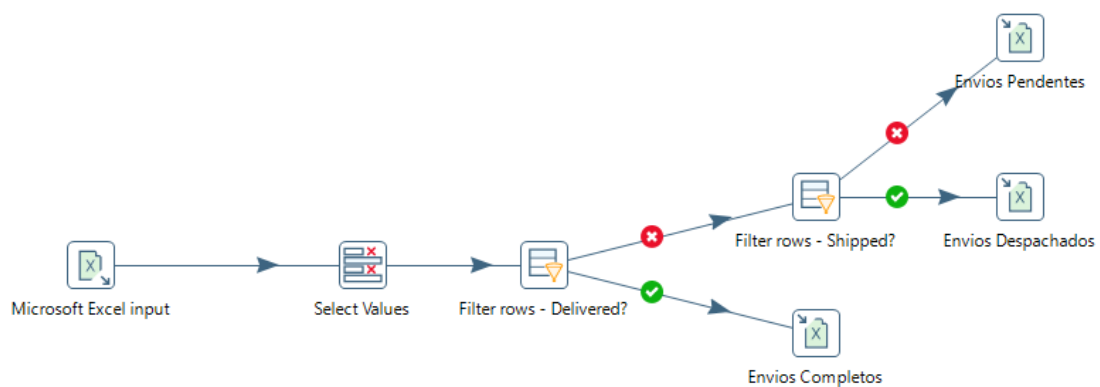 Envios Pendentes
Filter rows - Shipped?
Envios Despachados
Microsoft Excel input
Select Values
Filter rows - Delivered?
Envios Completos